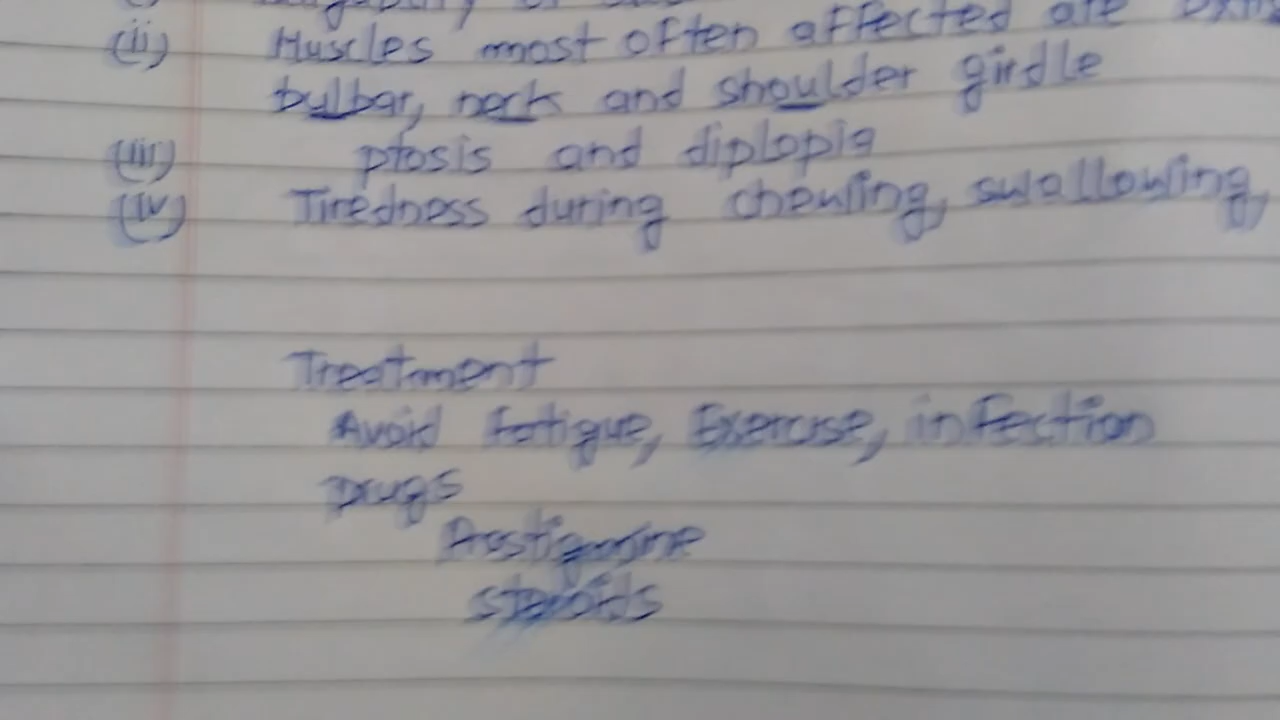 (ii) Muscles most often affected are
bulbar, neck and shoulder girdle
(iii) ptosis and diplopia
(iv) Tiredness during chewing, swallowing,
Treatment
Avoid Fatigue, Exercise, infection
Drugs
steroids